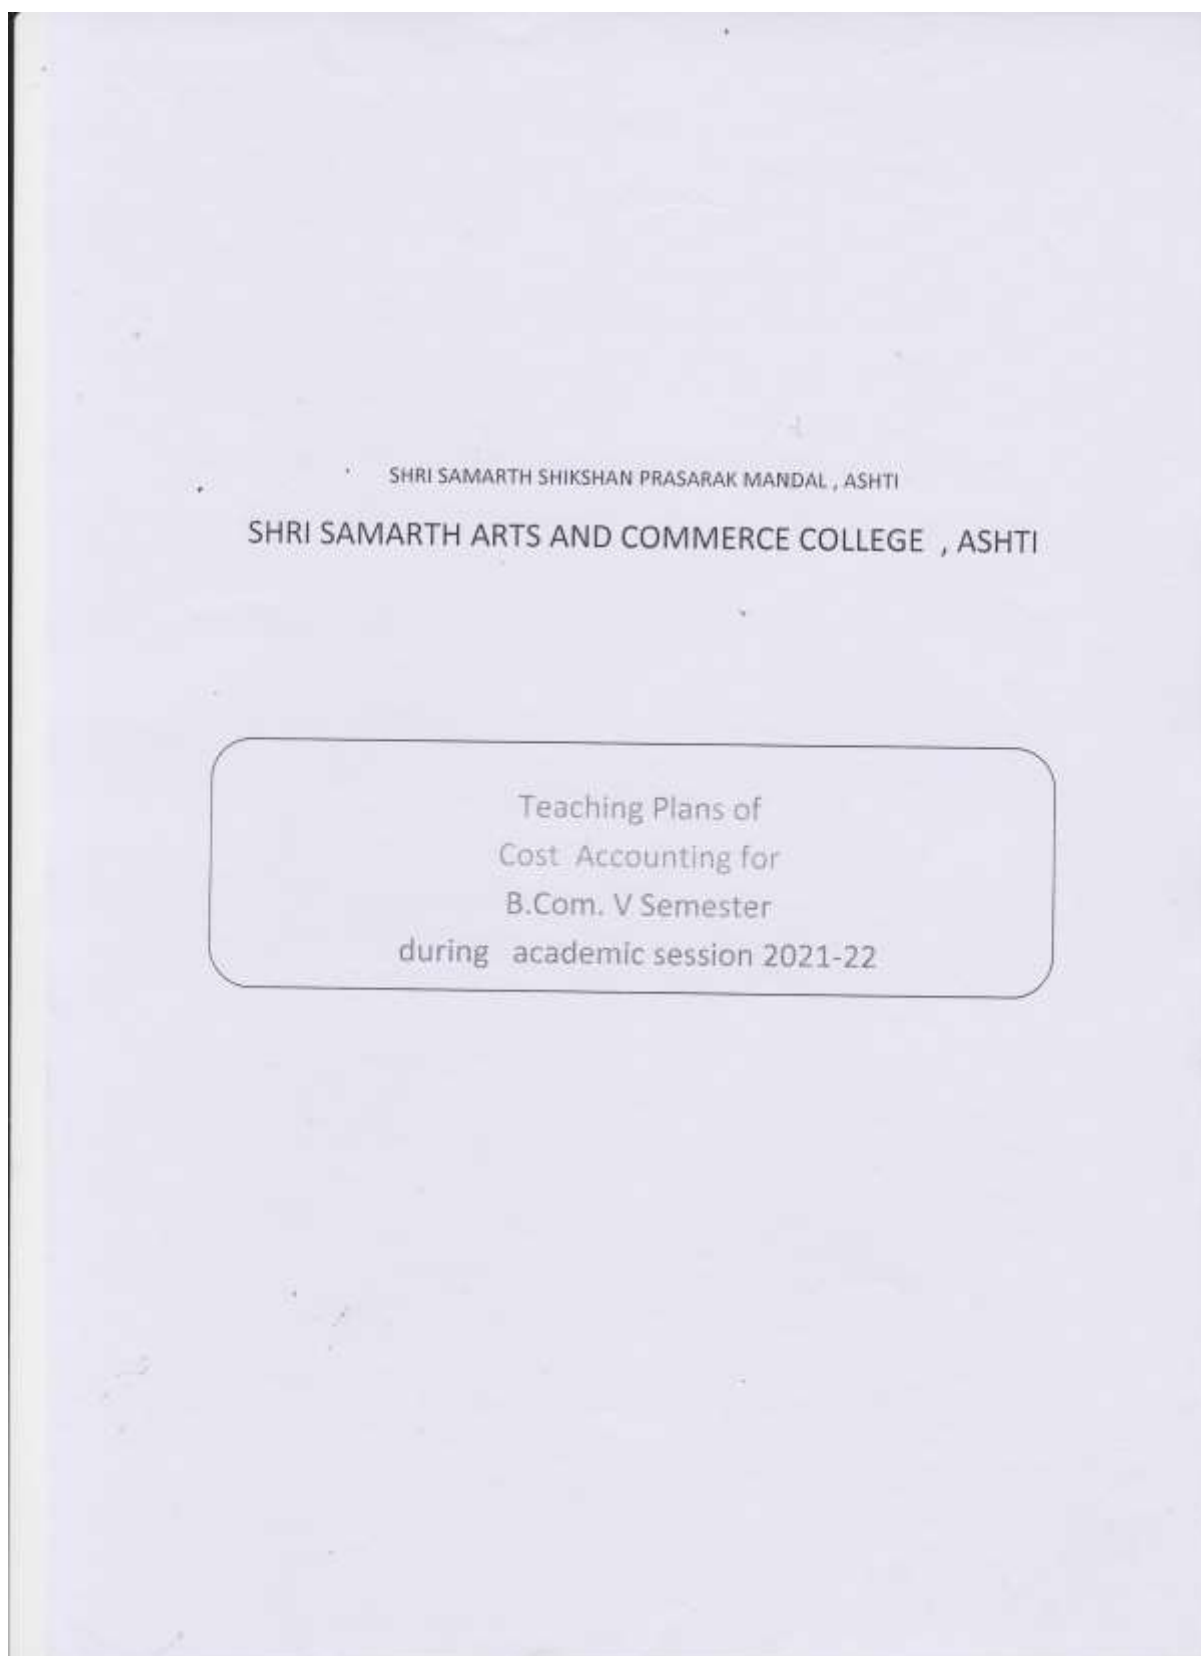 SHRI SAMARTH SHIKSHAN PRASARAK MANDAL , ASHTI
SHRI SAMARTH ARTS AND COMMERCE COLLEGE , ASHTI
Teaching Plans of
Cost Accounting for
B.Com. V Semester
during academic session 2021-22